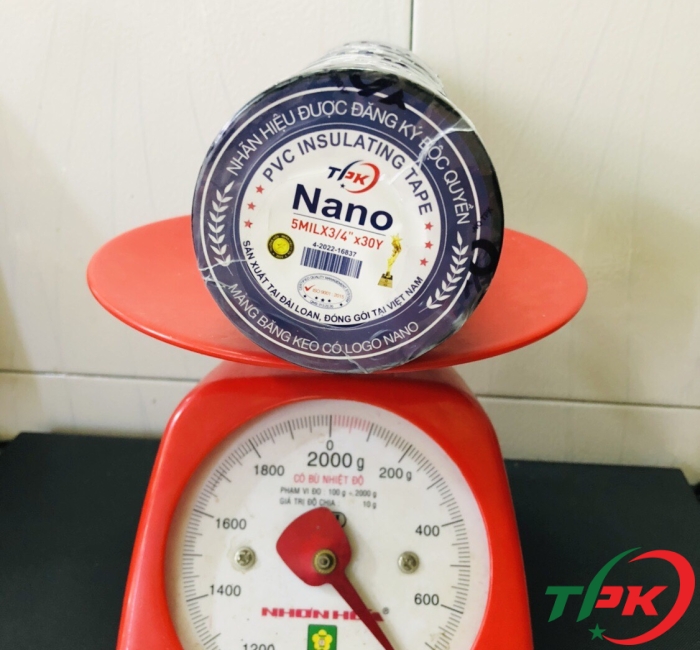 NHÃN HIỆU ĐƯỢC ĐĂNG KÝ ĐỘC QUYỀN
PVC INSULATING TAPE
TPK
Nano
5MILX3/4"x30Y
4-2022-16837
SẢN XUẤT TẠI ĐÀI LOAN, ĐÓNG GÓI TẠI VIỆT NAM
MÀNG BĂNG KEO CÓ LOGO NANO
0
2000 g
200 g
1800
CÓ BÙ NHIỆT ĐỘ
PHẠM VI ĐO : 100 g ÷ 2000 g
GIÁ TRỊ ĐỘ CHIA : 10 g
1600
400
1400
600
NHƠN HÒA
1200
TPK